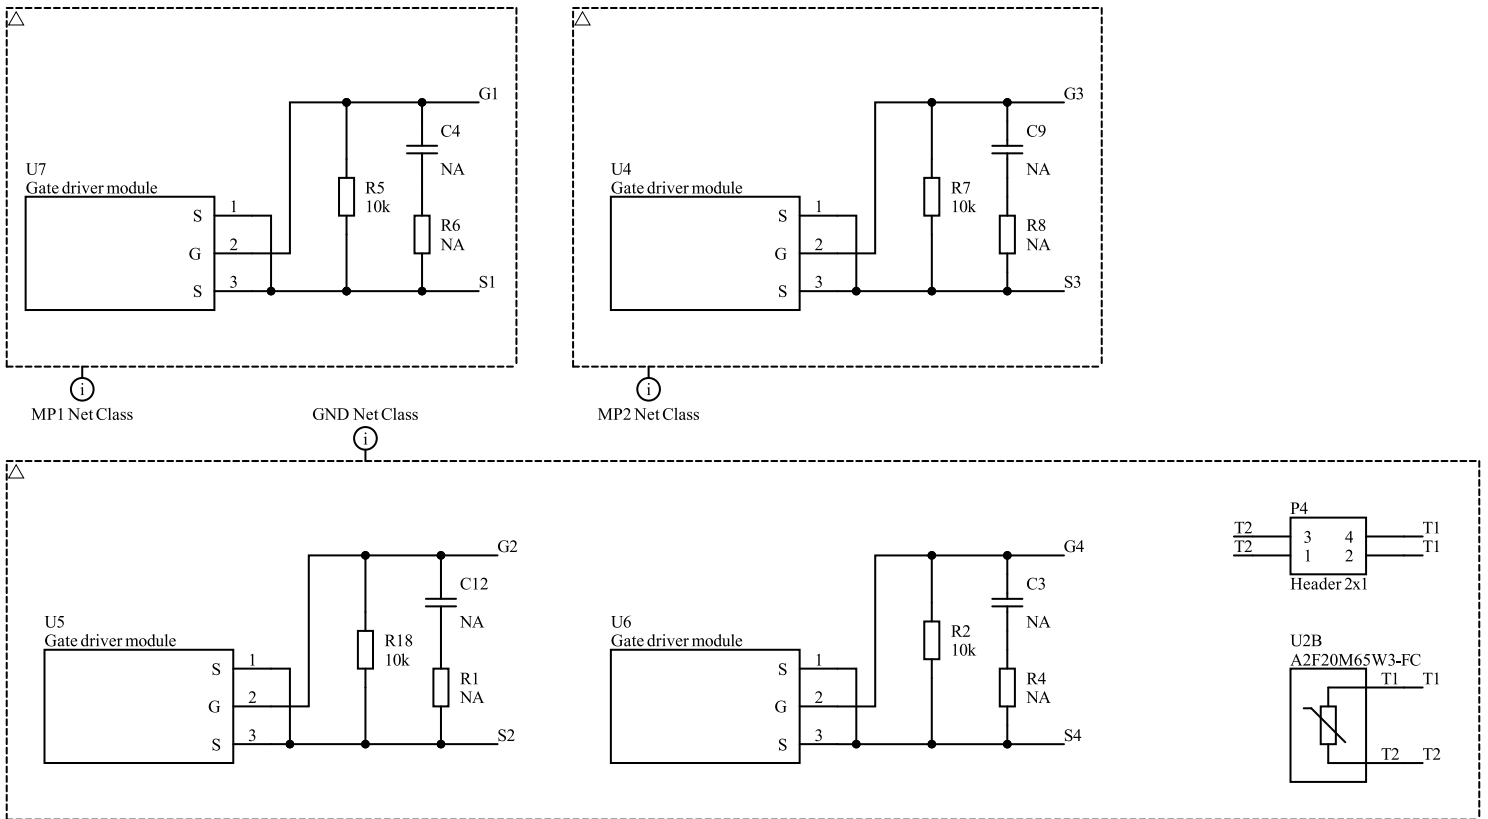 G1
C4
NA
U7
Gate driver module
R5
10k
S 1
R6
NA
G 2
S 3
S1
i
MP1 Net Class
G3
C9
NA
U4
Gate driver module
R7
10k
S 1
R8
NA
G 2
S 3
S3
i
MP2 Net Class
GND Net Class
i
G2
C12
NA
U5
Gate driver module
R18
10k
S 1
R1
NA
G 2
S 3
S2
G4
C3
NA
U6
Gate driver module
R2
10k
S 1
R4
NA
G 2
S 3
S4
P4
T2 3 4 T1
T2 1 2 T1
Header 2x1
U2B
A2F20M65W3-FC
T1 T1
T2 T2